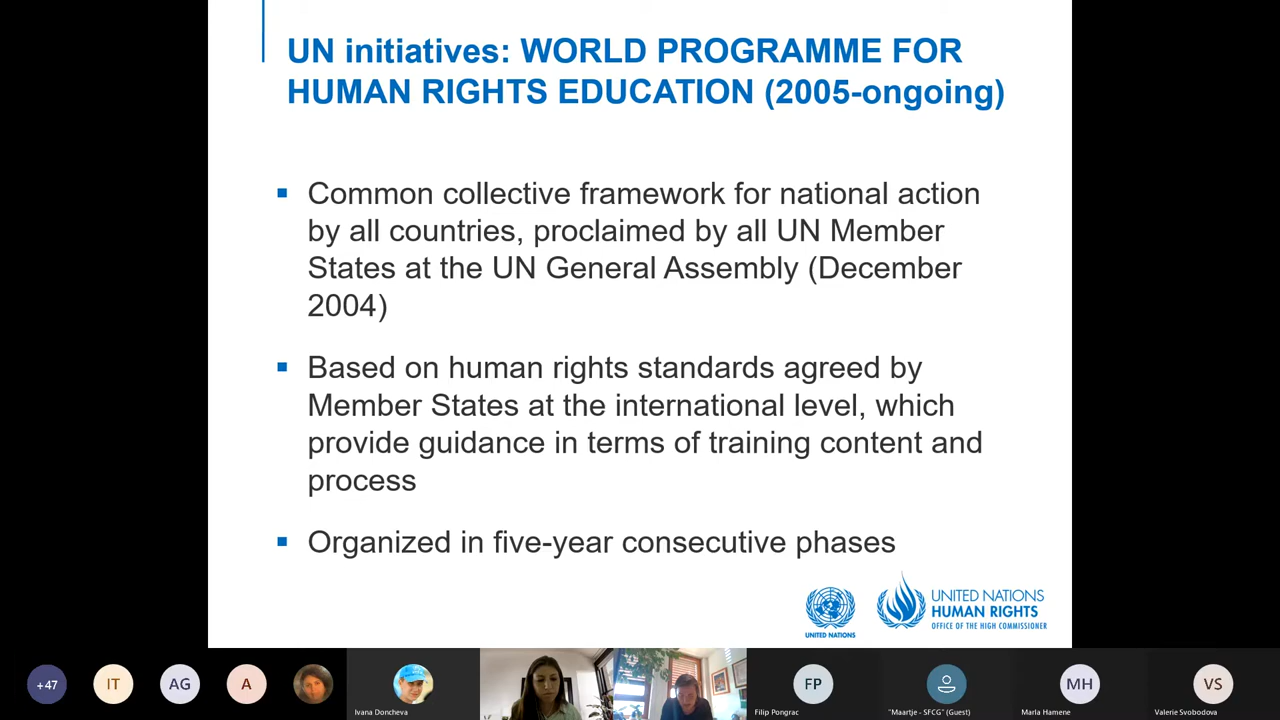 UN initiatives: WORLD PROGRAMME FOR
HUMAN RIGHTS EDUCATION (2005-ongoing)
Common collective framework for national action
by all countries, proclaimed by all UN Member
States at the UN General Assembly (December
2004)
Based on human rights standards agreed by
Member States at the international level, which
provide guidance in terms of training content and
process
Organized in five-year consecutive phases
UNITED NATIONS
UNITED NATIONS
HUMAN RIGHTS
OFFICE OF THE HIGH COMMISSIONER
+47
IT
AG
A
Ivana Doncheva
FP
Filip Pongrac
"Maartje - SFCG" (Guest)
MH
Marla Hamene
VS
Valerie Svobodova